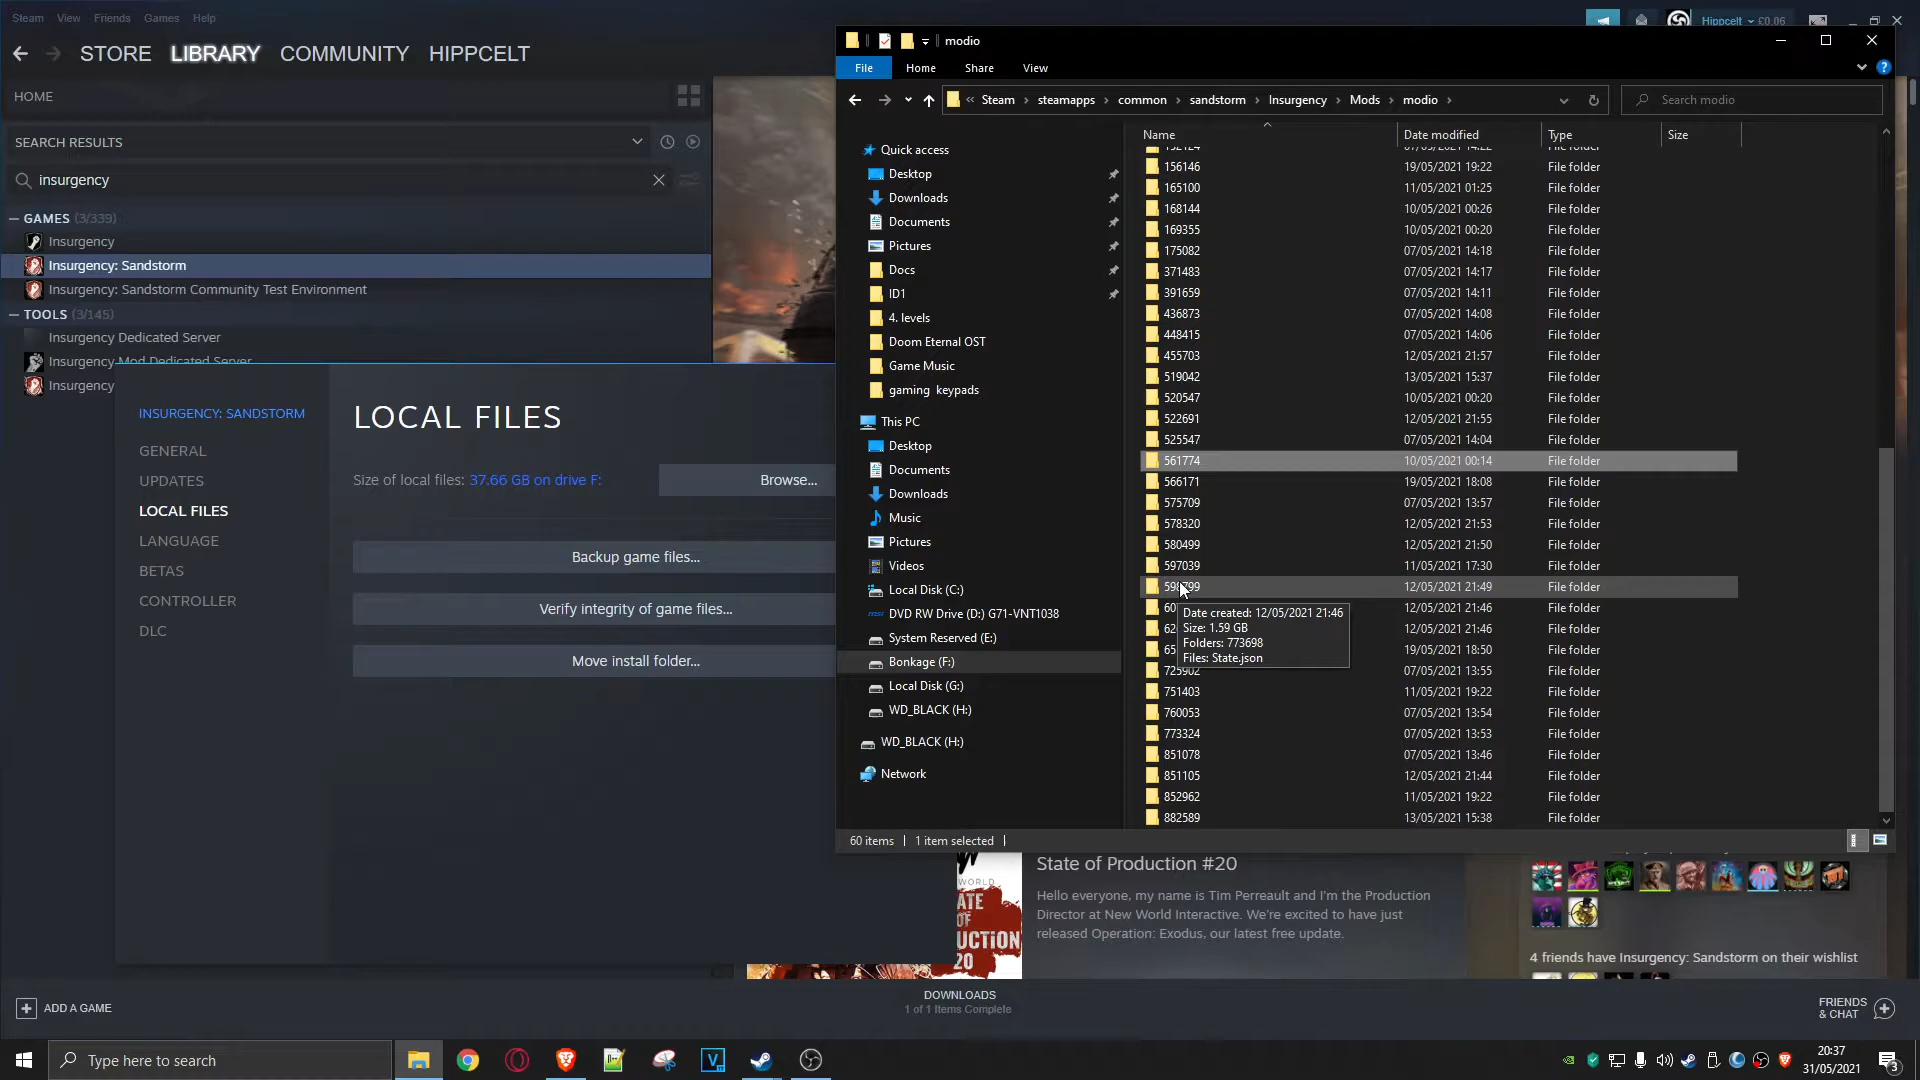 Steam View Friends Games Help
Hippcelt £0.06
STORE LIBRARY COMMUNITY HIPPCELT
HOME
SEARCH RESULTS
insurgency
GAMES (3/339)
Insurgency
Insurgency: Sandstorm
Insurgency: Sandstorm Community Test Environment
TOOLS (3/145)
Insurgency Dedicated Server
Insurgency Mod Dedicated Server
Insurgency
INSURGENCY: SANDSTORM
GENERAL
UPDATES
LOCAL FILES
LANGUAGE
BETAS
CONTROLLER
DLC
LOCAL FILES
Size of local files: 37.66 GB on drive F:
Browse...
Backup game files...
Verify integrity of game files...
Move install folder...
modio
File Home Share View
« Steam › steamapps › common › sandstorm › Insurgency › Mods › modio ›
Search modio
Quick access
Desktop
Downloads
Documents
Pictures
Docs
ID1
4. levels
Doom Eternal OST
Game Music
gaming keypads
This PC
Desktop
Documents
Downloads
Music
Pictures
Videos
Local Disk (C:)
DVD RW Drive (D:) G71-VNT1038
System Reserved (E:)
Bonkage (F:)
Local Disk (G:)
WD_BLACK (H:)
WD_BLACK (H:)
Network
Name Date modified Type Size
156146 19/05/2021 19:22 File folder
165100 11/05/2021 01:25 File folder
168144 10/05/2021 00:26 File folder
169355 10/05/2021 00:20 File folder
175082 07/05/2021 14:18 File folder
371483 07/05/2021 14:17 File folder
391659 07/05/2021 14:11 File folder
436873 07/05/2021 14:08 File folder
448415 07/05/2021 14:06 File folder
455703 12/05/2021 21:57 File folder
519042 13/05/2021 15:37 File folder
520547 10/05/2021 00:20 File folder
522691 12/05/2021 21:55 File folder
525547 07/05/2021 14:04 File folder
561774 10/05/2021 00:14 File folder
566171 19/05/2021 18:08 File folder
575709 07/05/2021 13:57 File folder
578320 12/05/2021 21:53 File folder
580499 12/05/2021 21:50 File folder
597039 11/05/2021 17:30 File folder
12/05/2021 21:49 File folder
60 12/05/2021 21:46 File folder
62 12/05/2021 21:46 File folder
65 19/05/2021 18:50 File folder
725902 07/05/2021 13:55 File folder
751403 11/05/2021 19:22 File folder
760053 07/05/2021 13:54 File folder
773324 07/05/2021 13:53 File folder
851078 07/05/2021 13:46 File folder
851105 12/05/2021 21:44 File folder
852962 11/05/2021 19:22 File folder
882589 13/05/2021 15:38 File folder
Date created: 12/05/2021 21:46
Size: 1.59 GB
Folders: 773698
Files: State.json
60 items 1 item selected
WORLD
ATE
OF
UCTION
20
State of Production #20
Hello everyone, my name is Tim Perreault and I'm the Production
Director at New World Interactive. We're excited to have just
released Operation: Exodus, our latest free update.
4 friends have Insurgency: Sandstorm on their wishlist
ADD A GAME
DOWNLOADS
1 of 1 Items Complete
FRIENDS
& CHAT
Type here to search
20:37
31/05/2021
3